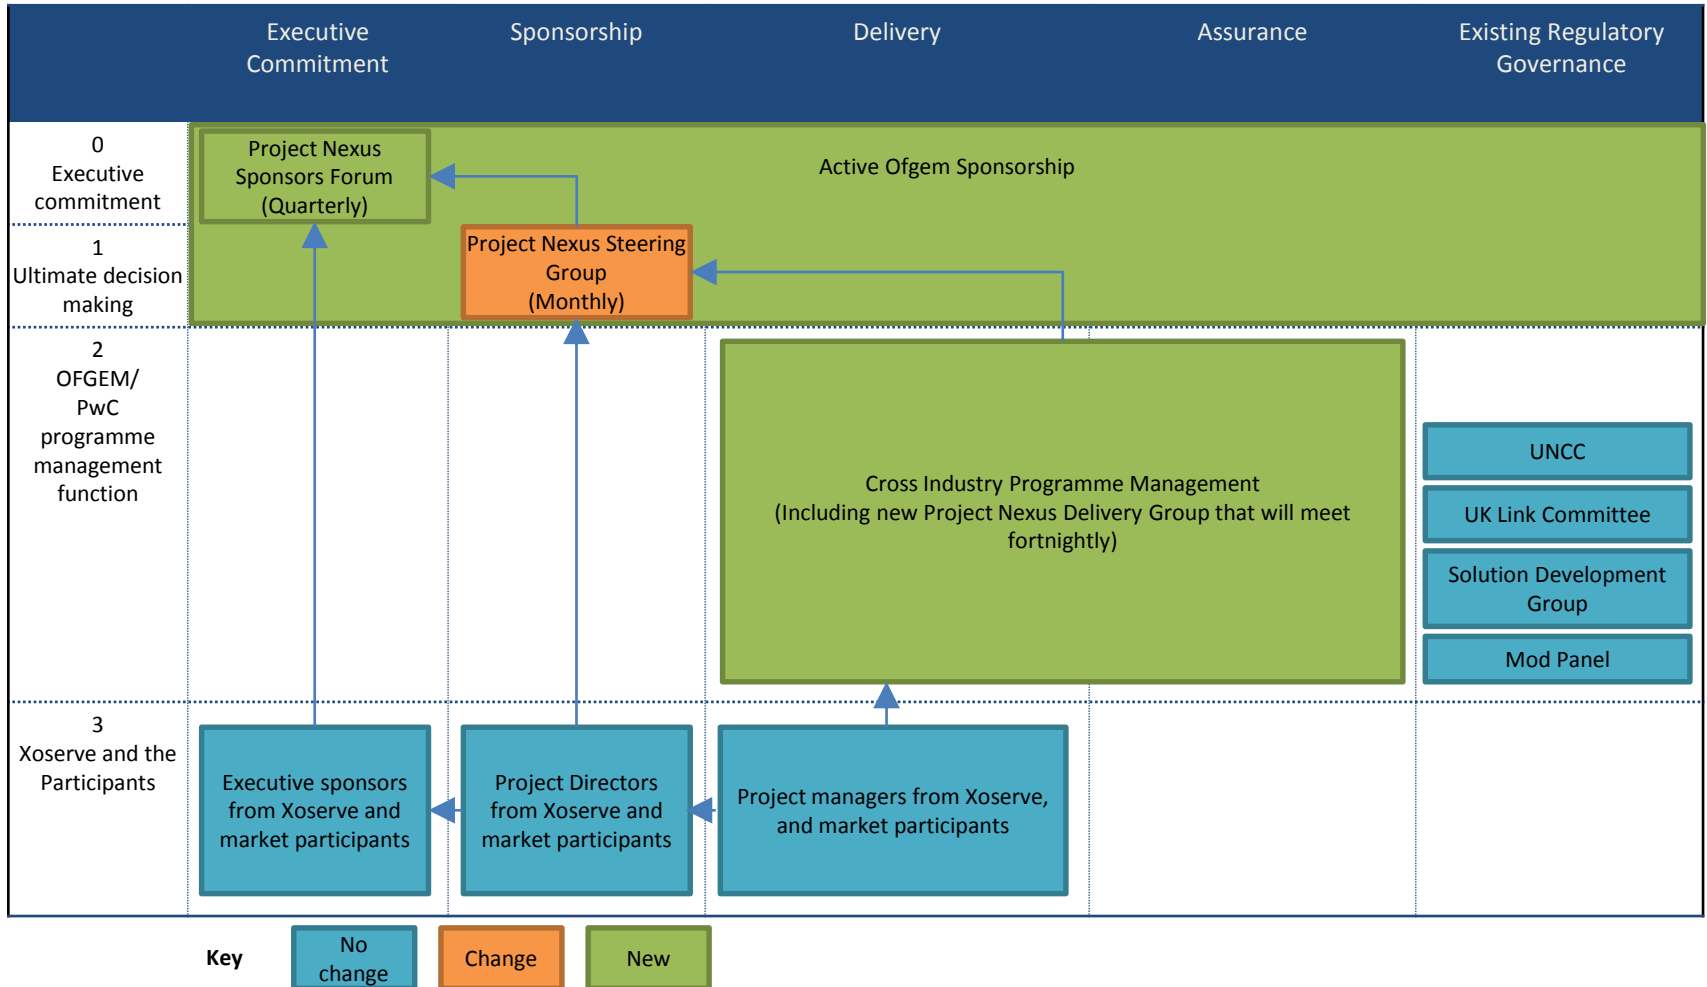 Executive
Commitment
Sponsorship
Delivery
Assurance
Existing Regulatory
Governance
0
Executive
commitment
Project Nexus
Sponsors Forum
(Quarterly)
Active Ofgem Sponsorship
1
Ultimate decision
making
Project Nexus Steering
Group
(Monthly)
2
OFGEM/
PwC
programme
management
function
Cross Industry Programme Management
(Including new Project Nexus Delivery Group that will meet
fortnightly)
UNCC
UK Link Committee
Solution Development
Group
Mod Panel
3
Xoserve and the
Participants
Executive sponsors
from Xoserve and
market participants
Project Directors
from Xoserve and
market participants
Project managers from Xoserve,
and market participants
Key
No
change
Change
New